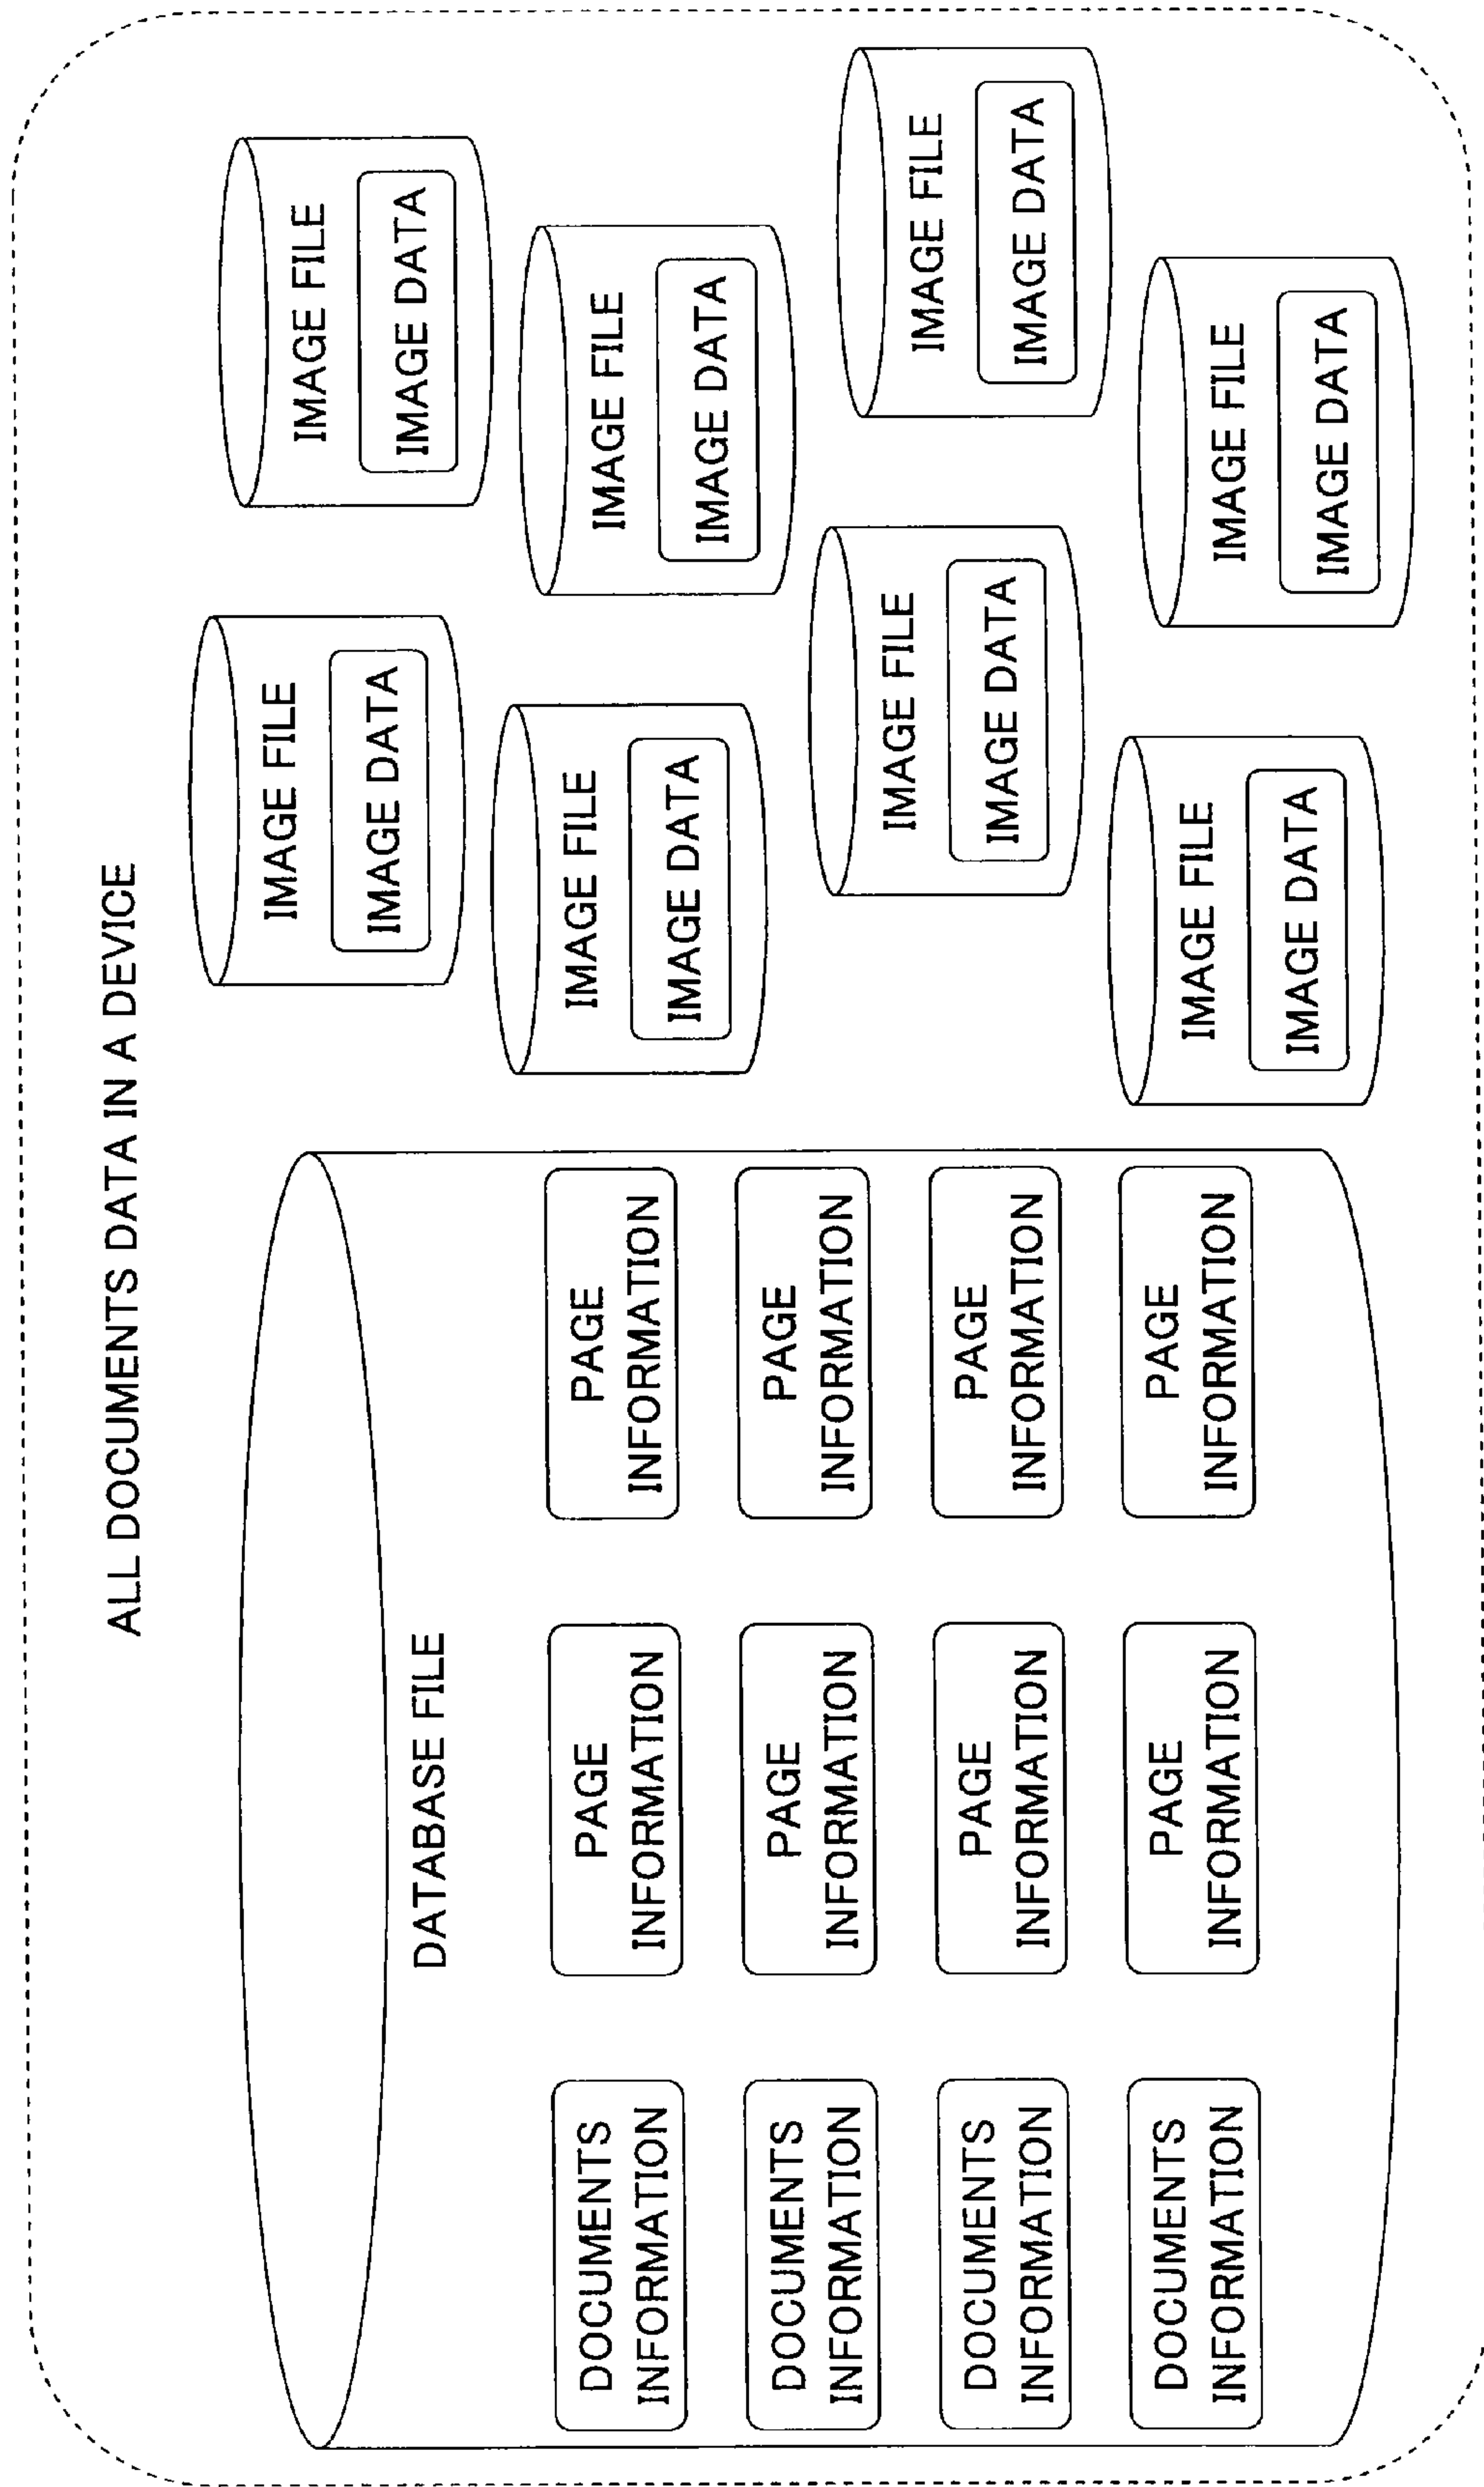 ALL DOCUMENTS DATA IN A DEVICE
DATABASE FILE
DOCUMENTS
INFORMATION
PAGE
INFORMATION
PAGE
INFORMATION
DOCUMENTS
INFORMATION
PAGE
INFORMATION
PAGE
INFORMATION
DOCUMENTS
INFORMATION
PAGE
INFORMATION
PAGE
INFORMATION
DOCUMENTS
INFORMATION
PAGE
INFORMATION
PAGE
INFORMATION
IMAGE FILE
IMAGE DATA
IMAGE FILE
IMAGE DATA
IMAGE FILE
IMAGE DATA
IMAGE FILE
IMAGE DATA
IMAGE FILE
IMAGE DATA
IMAGE FILE
IMAGE DATA
IMAGE FILE
IMAGE DATA
IMAGE FILE
IMAGE DATA